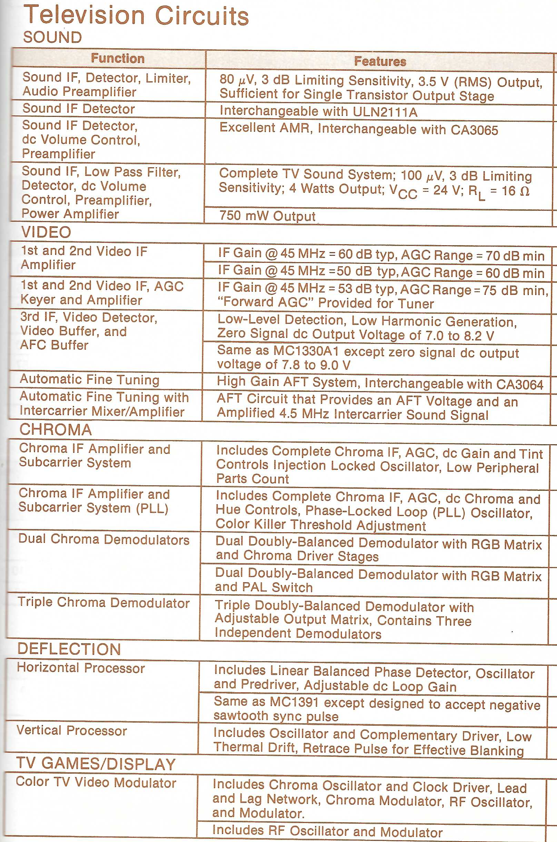 Television Circuits
SOUND
Function
Features
Sound IF, Detector, Limiter,
Audio Preamplifier
80 μV, 3 dB Limiting Sensitivity, 3.5 V (RMS) Output,
Sufficient for Single Transistor Output Stage
Sound IF Detector
Interchangeable with ULN2111A
Sound IF Detector,
dc Volume Control,
Preamplifier
Excellent AMR, Interchangeable with CA3065
Sound IF, Low Pass Filter,
Detector, dc Volume
Control, Preamplifier,
Power Amplifier
Complete TV Sound System; 100 μV, 3 dB Limiting
Sensitivity; 4 Watts Output; VCC = 24 V; RL = 16 Ω
750 mW Output
VIDEO
1st and 2nd Video IF
Amplifier
IF Gain @ 45 MHz = 60 dB typ, AGC Range = 70 dB min
IF Gain @ 45 MHz = 50 dB typ, AGC Range = 60 dB min
1st and 2nd Video IF, AGC
Keyer and Amplifier
IF Gain @ 45 MHz = 53 dB typ, AGC Range = 75 dB min,
“Forward AGC” Provided for Tuner
3rd IF, Video Detector,
Video Buffer, and
AFC Buffer
Low-Level Detection, Low Harmonic Generation,
Zero Signal dc Output Voltage of 7.0 to 8.2 V
Same as MC1330A1 except zero signal dc output
voltage of 7.8 to 9.0 V
Automatic Fine Tuning
High Gain AFT System, Interchangeable with CA3064
Automatic Fine Tuning with
Intercarrier Mixer/Amplifier
AFT Circuit that Provides an AFT Voltage and an
Amplified 4.5 MHz Intercarrier Sound Signal
CHROMA
Chroma IF Amplifier and
Subcarrier System
Includes Complete Chroma IF, AGC, dc Gain and Tint
Controls Injection Locked Oscillator, Low Peripheral
Parts Count
Chroma IF Amplifier and
Subcarrier System (PLL)
Includes Complete Chroma IF, AGC, dc Chroma and
Hue Controls, Phase-Locked Loop (PLL) Oscillator,
Color Killer Threshold Adjustment
Dual Chroma Demodulators
Dual Doubly-Balanced Demodulator with RGB Matrix
and Chroma Driver Stages
Dual Doubly-Balanced Demodulator with RGB Matrix
and PAL Switch
Triple Chroma Demodulator
Triple Doubly-Balanced Demodulator with
Adjustable Output Matrix, Contains Three
Independent Demodulators
DEFLECTION
Horizontal Processor
Includes Linear Balanced Phase Detector, Oscillator
and Predriver, Adjustable dc Loop Gain
Same as MC1391 except designed to accept negative
sawtooth sync pulse
Vertical Processor
Includes Oscillator and Complementary Driver, Low
Thermal Drift, Retrace Pulse for Effective Blanking
TV GAMES/DISPLAY
Color TV Video Modulator
Includes Chroma Oscillator and Clock Driver, Lead
and Lag Network, Chroma Modulator, RF Oscillator,
and Modulator.
Includes RF Oscillator and Modulator